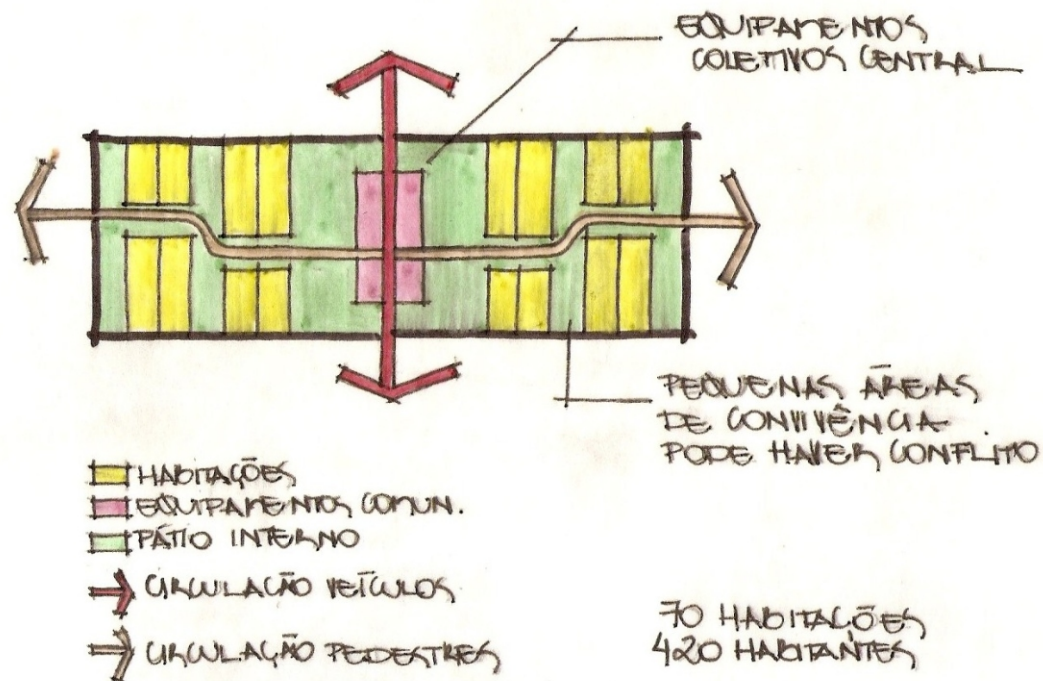 EQUIPAMENTOS
COLETIVOS CENTRAL
PEQUENAS ÁREAS
DE CONVIVÊNCIA.
PODE HAVER CONFLITO
HABITAÇÕES
EQUIPAMENTOS COMUN.
PÁTIO INTERNO
CIRCULAÇÃO VEÍCULOS
CIRCULAÇÃO PEDESTRES
70 HABITAÇÕES
420 HABITANTES